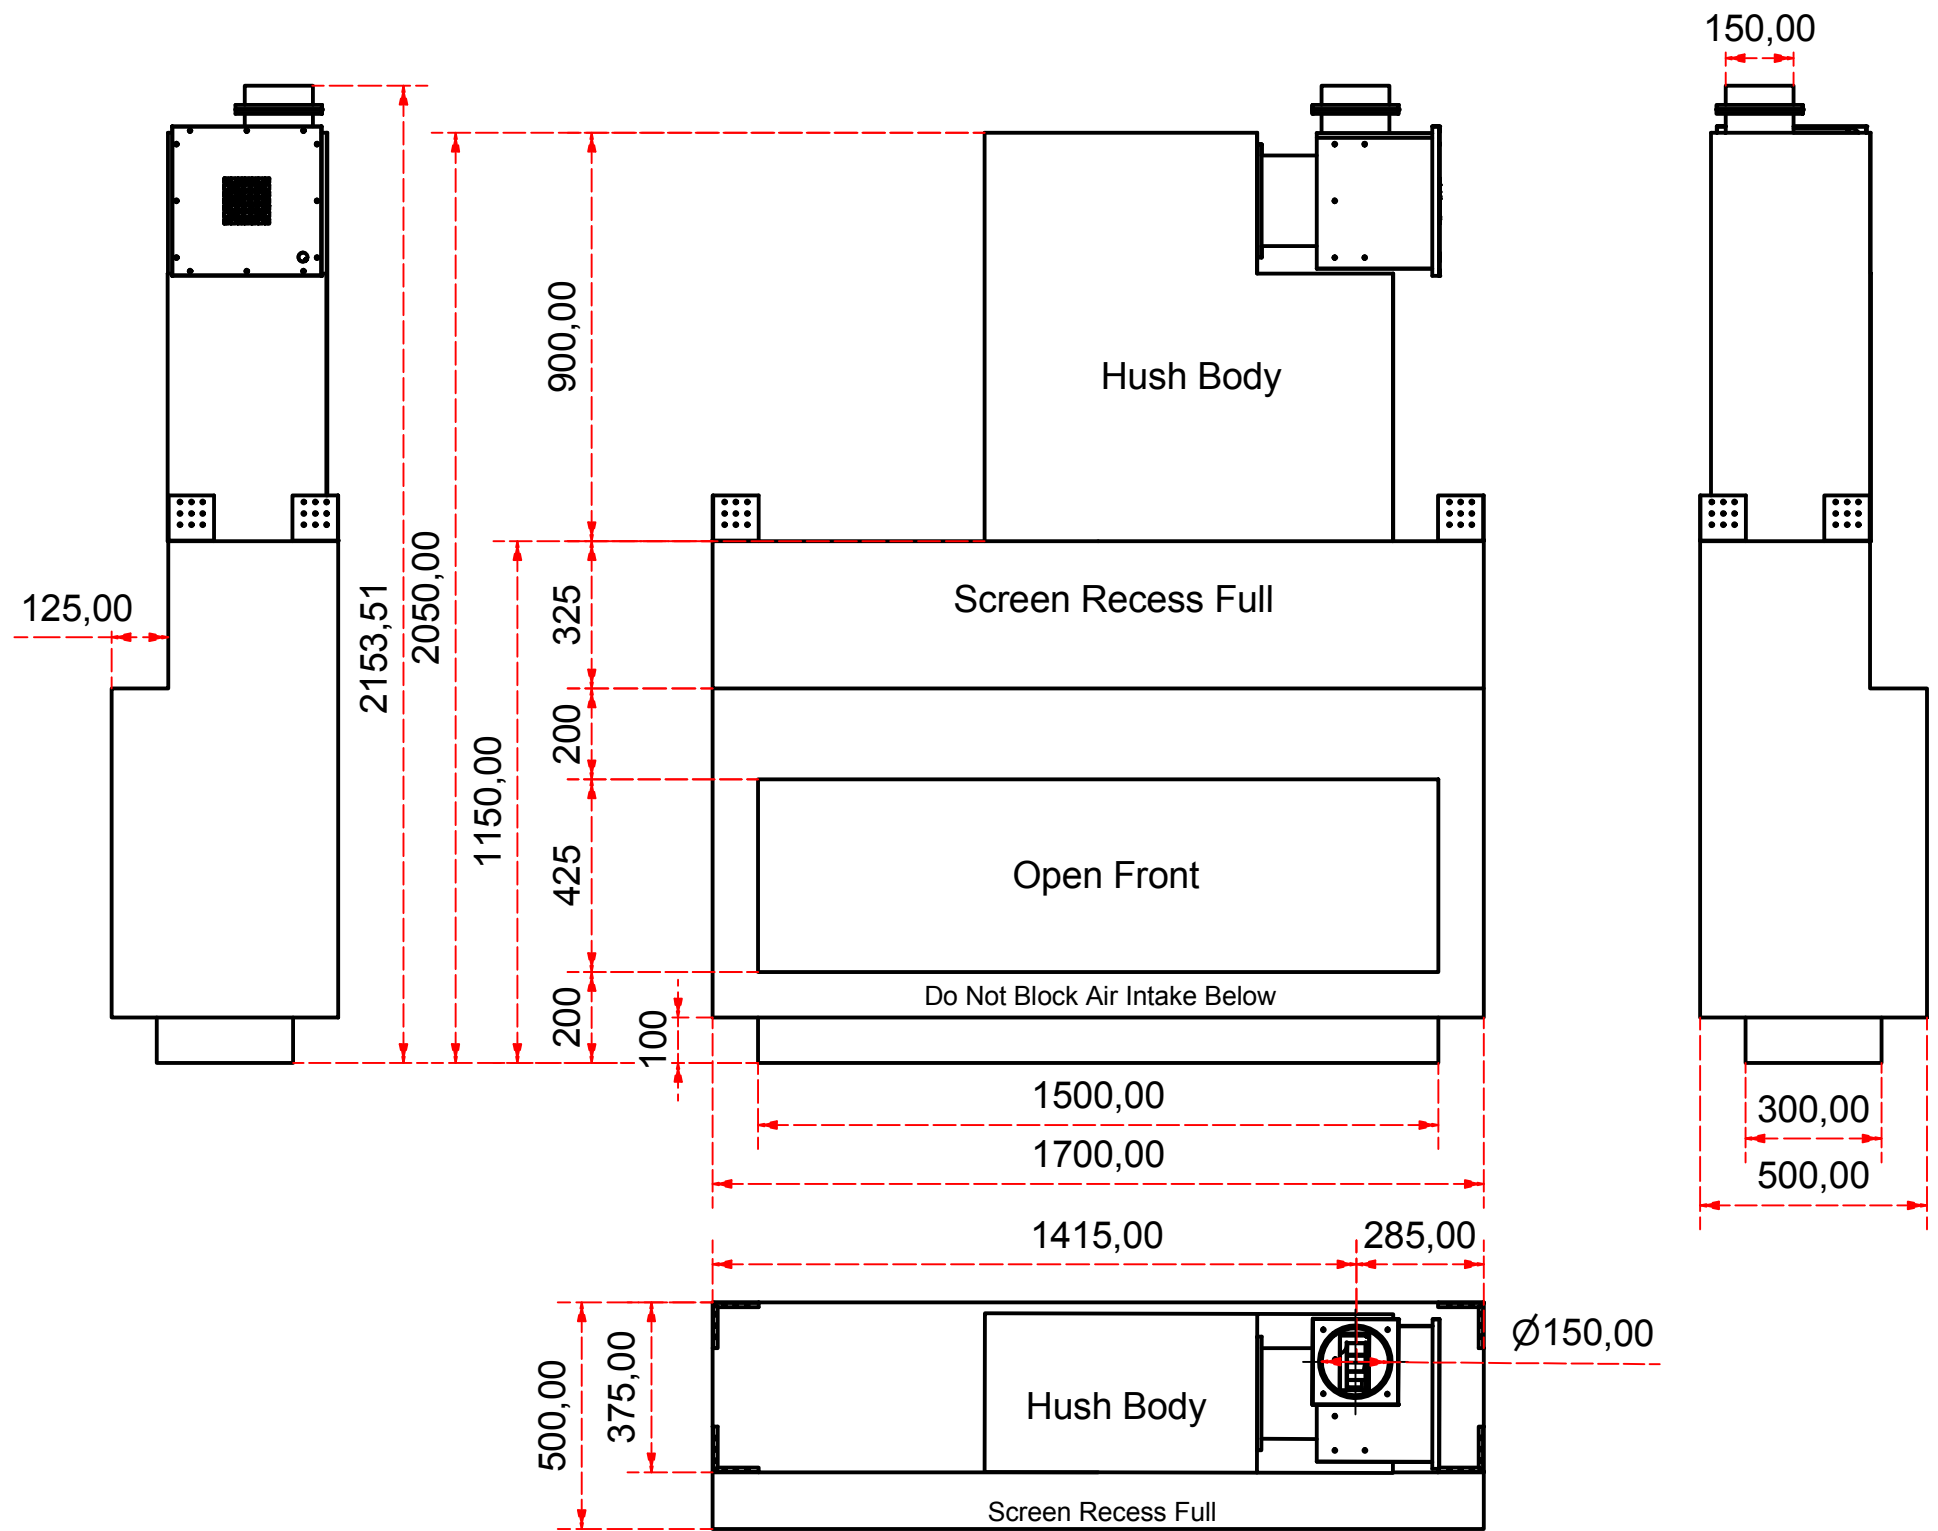 150,00
900,00
Hush Body
2050,00
2153,51
125,00
325
Screen Recess Full
200
1150,00
425
Open Front
200
Do Not Block Air Intake Below
100
1500,00
300,00
1700,00
500,00
1415,00
285,00
Ø150,00
375,00
500,00
Hush Body
Screen Recess Full